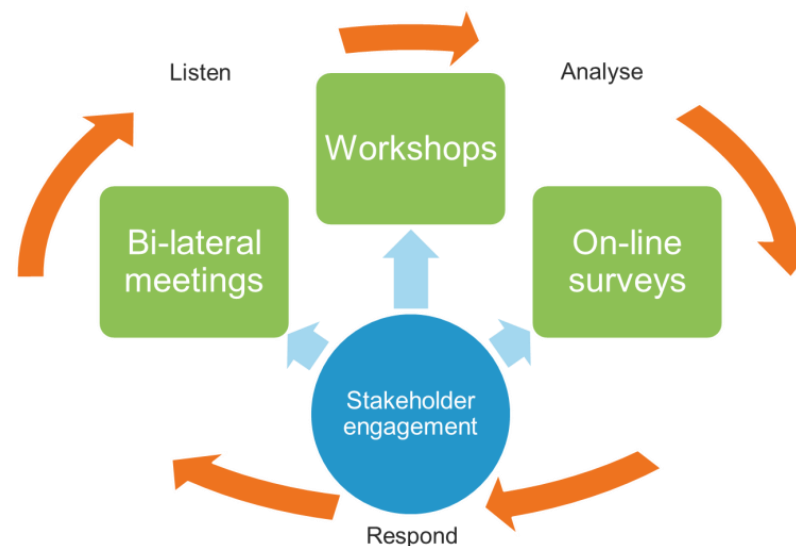 Listen
Analyse
Workshops
Bi-lateral
meetings
On-line
surveys
Stakeholder
engagement
Respond